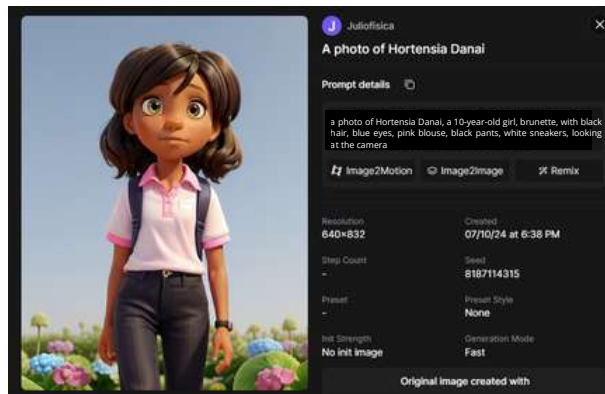 J Juliofisica
A photo of Hortensia Danai
Prompt details
a photo of Hortensia Danai, a 10-year-old girl, brunette, with black
hair, blue eyes, pink blouse, black pants, white sneakers, looking
at the camera
Image2Motion Image2Image Remix
Resolution Created
640×832 07/10/24 at 6:38 PM
Step Count Seed
- 8187114315
Preset Preset Style
- None
Init Strength Generation Mode
No init image Fast
Original image created with